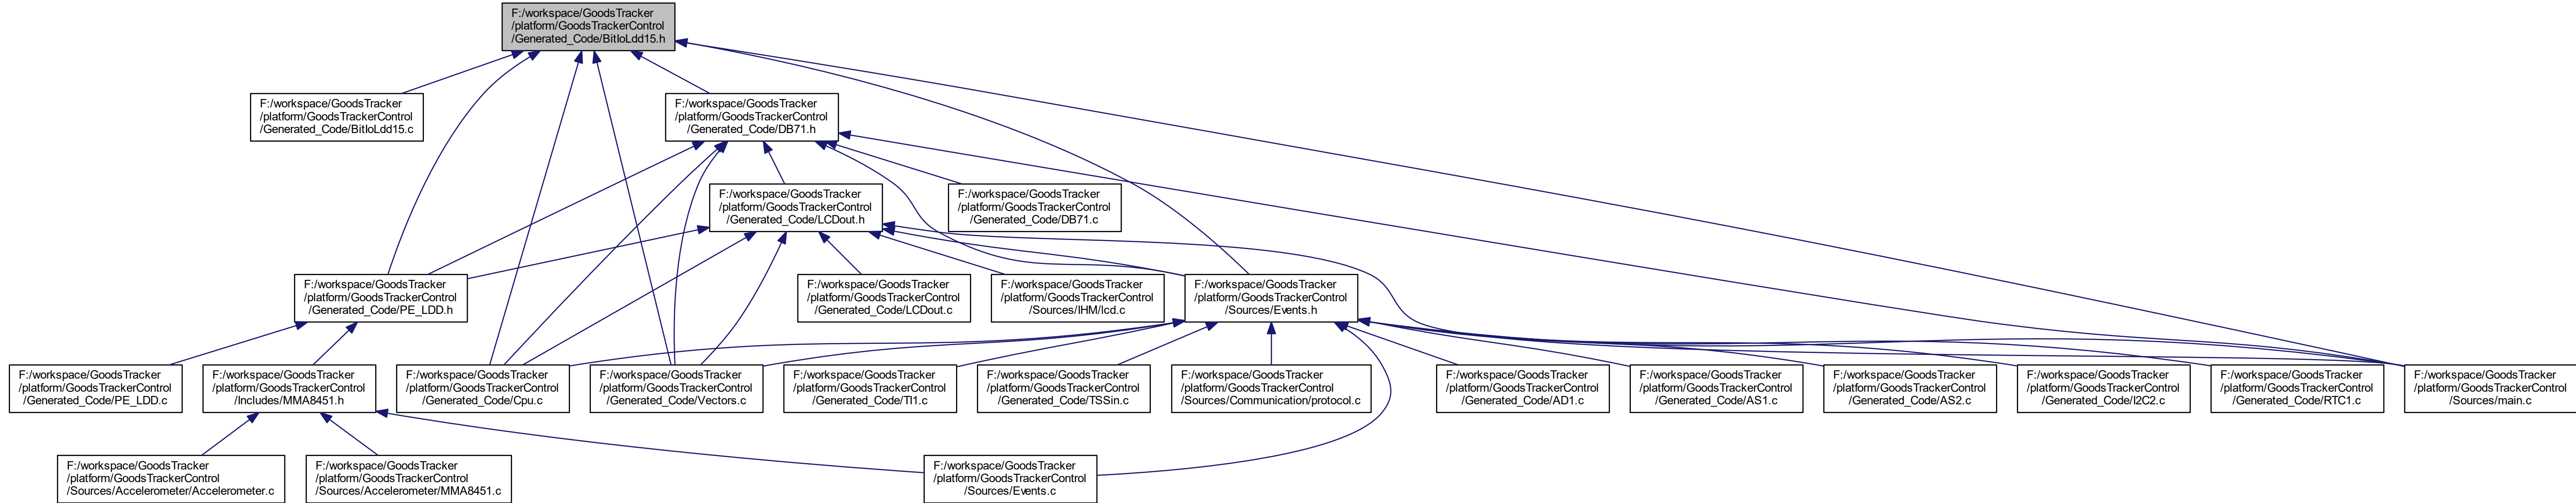 F:/workspace/GoodsTracker
/platform/GoodsTrackerControl
/Generated_Code/BitIoLdd15.h
F:/workspace/GoodsTracker
/platform/GoodsTrackerControl
/Generated_Code/BitIoLdd15.c
F:/workspace/GoodsTracker
/platform/GoodsTrackerControl
/Generated_Code/DB71.h
F:/workspace/GoodsTracker
/platform/GoodsTrackerControl
/Generated_Code/LCDout.h
F:/workspace/GoodsTracker
/platform/GoodsTrackerControl
/Generated_Code/DB71.c
F:/workspace/GoodsTracker
/platform/GoodsTrackerControl
/Generated_Code/PE_LDD.h
F:/workspace/GoodsTracker
/platform/GoodsTrackerControl
/Generated_Code/LCDout.c
F:/workspace/GoodsTracker
/platform/GoodsTrackerControl
/Sources/IHM/lcd.c
F:/workspace/GoodsTracker
/platform/GoodsTrackerControl
/Sources/Events.h
F:/workspace/GoodsTracker
/platform/GoodsTrackerControl
/Generated_Code/PE_LDD.c
F:/workspace/GoodsTracker
/platform/GoodsTrackerControl
/Includes/MMA8451.h
F:/workspace/GoodsTracker
/platform/GoodsTrackerControl
/Generated_Code/Cpu.c
F:/workspace/GoodsTracker
/platform/GoodsTrackerControl
/Generated_Code/Vectors.c
F:/workspace/GoodsTracker
/platform/GoodsTrackerControl
/Generated_Code/TI1.c
F:/workspace/GoodsTracker
/platform/GoodsTrackerControl
/Generated_Code/TSSin.c
F:/workspace/GoodsTracker
/platform/GoodsTrackerControl
/Sources/Communication/protocol.c
F:/workspace/GoodsTracker
/platform/GoodsTrackerControl
/Generated_Code/AD1.c
F:/workspace/GoodsTracker
/platform/GoodsTrackerControl
/Generated_Code/AS1.c
F:/workspace/GoodsTracker
/platform/GoodsTrackerControl
/Generated_Code/AS2.c
F:/workspace/GoodsTracker
/platform/GoodsTrackerControl
/Generated_Code/I2C2.c
F:/workspace/GoodsTracker
/platform/GoodsTrackerControl
/Generated_Code/RTC1.c
F:/workspace/GoodsTracker
/platform/GoodsTrackerControl
/Sources/main.c
F:/workspace/GoodsTracker
/platform/GoodsTrackerControl
/Sources/Accelerometer/Accelerometer.c
F:/workspace/GoodsTracker
/platform/GoodsTrackerControl
/Sources/Accelerometer/MMA8451.c
F:/workspace/GoodsTracker
/platform/GoodsTrackerControl
/Sources/Events.c